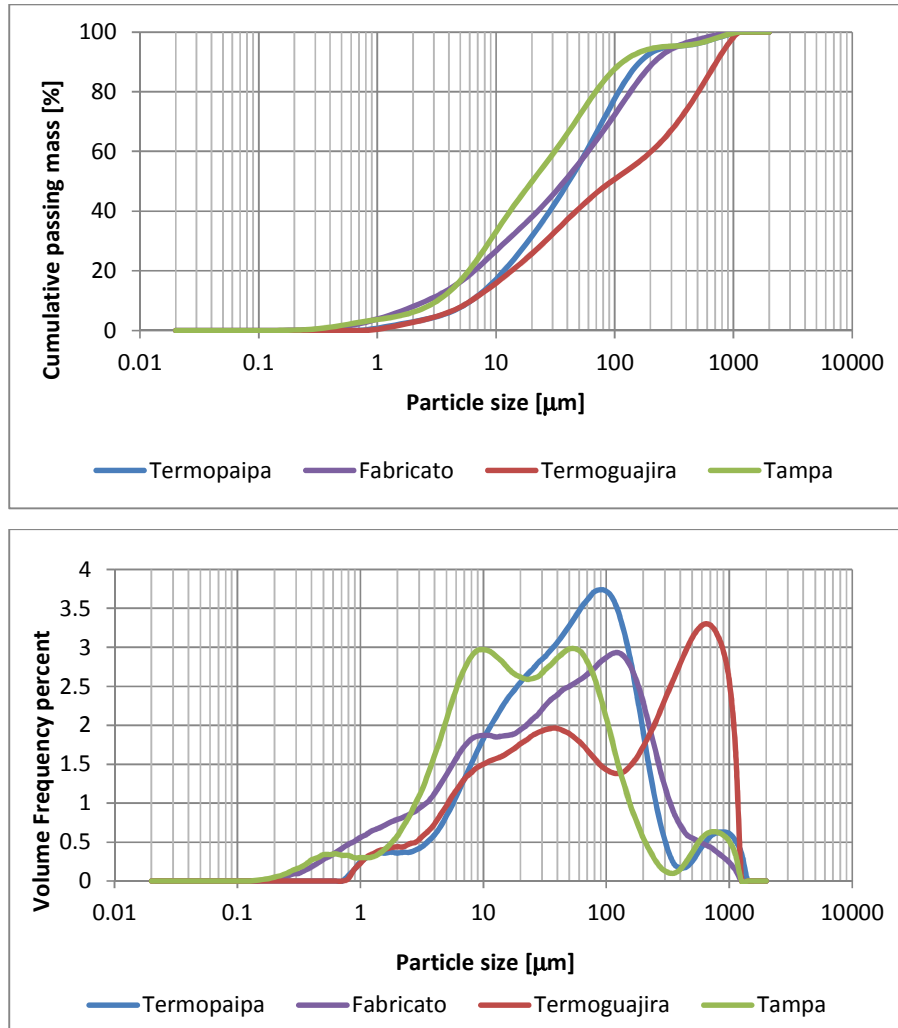 Cumulative passing mass [%]
100
80
60
40
20
0
0.01 0.1 1 10 100 1000 10000
Particle size [μm]
Termopaipa Fabricato Termoguajira Tampa
Volume Frequency percent
4
3.5
3
2.5
2
1.5
1
0.5
0
0.01 0.1 1 10 100 1000 10000
Particle size [μm]
Termopaipa Fabricato Termoguajira Tampa